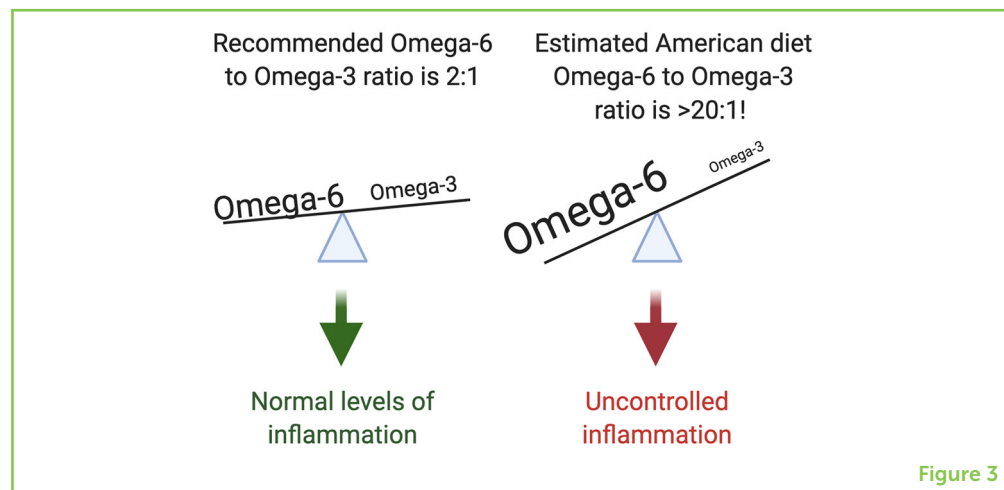 Recommended Omega-6
to Omega-3 ratio is 2:1
Estimated American diet
Omega-6 to Omega-3
ratio is >20:1!
Omega-6 Omega-3
Omega-6 Omega-3
Normal levels of
inflammation
Uncontrolled
inflammation
Figure 3